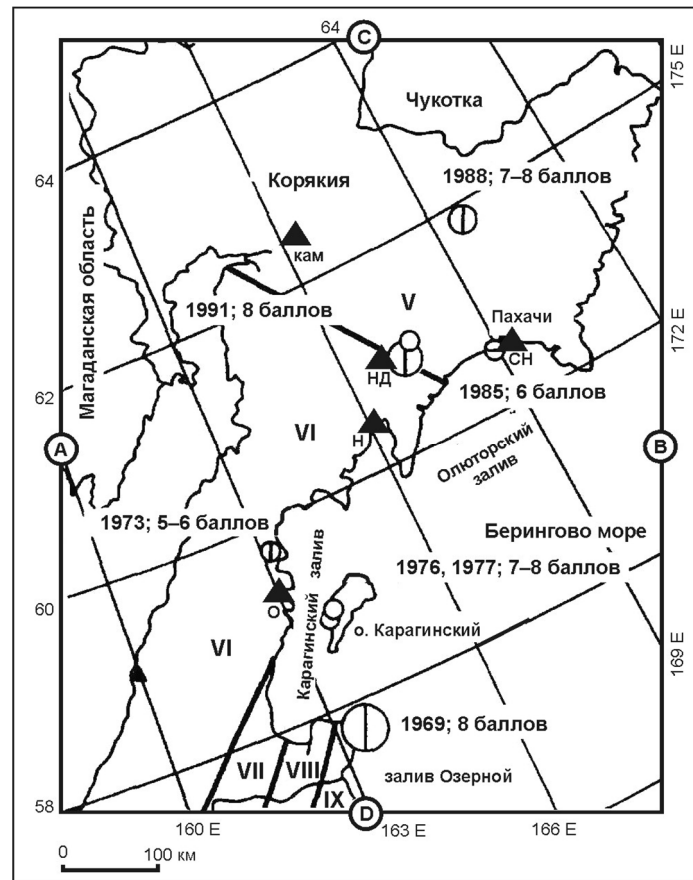 64
C
175 E
Чукотка
64
Корякия
1988; 7–8 баллов
кам
Магаданская область
1991; 8 баллов
V
Пахачи
СН
172 E
НД
1985; 6 баллов
62
VI
Н
Олюторский
залив
А
В
1973; 5–6 баллов
Берингово море
1976, 1977; 7–8 баллов
60
О
Карагинский залив
о. Карагинский
169 E
VI
1969; 8 баллов
VII
VIII
IX
залив Озерной
58
D
160 E
163 E
166 E
0
100 км